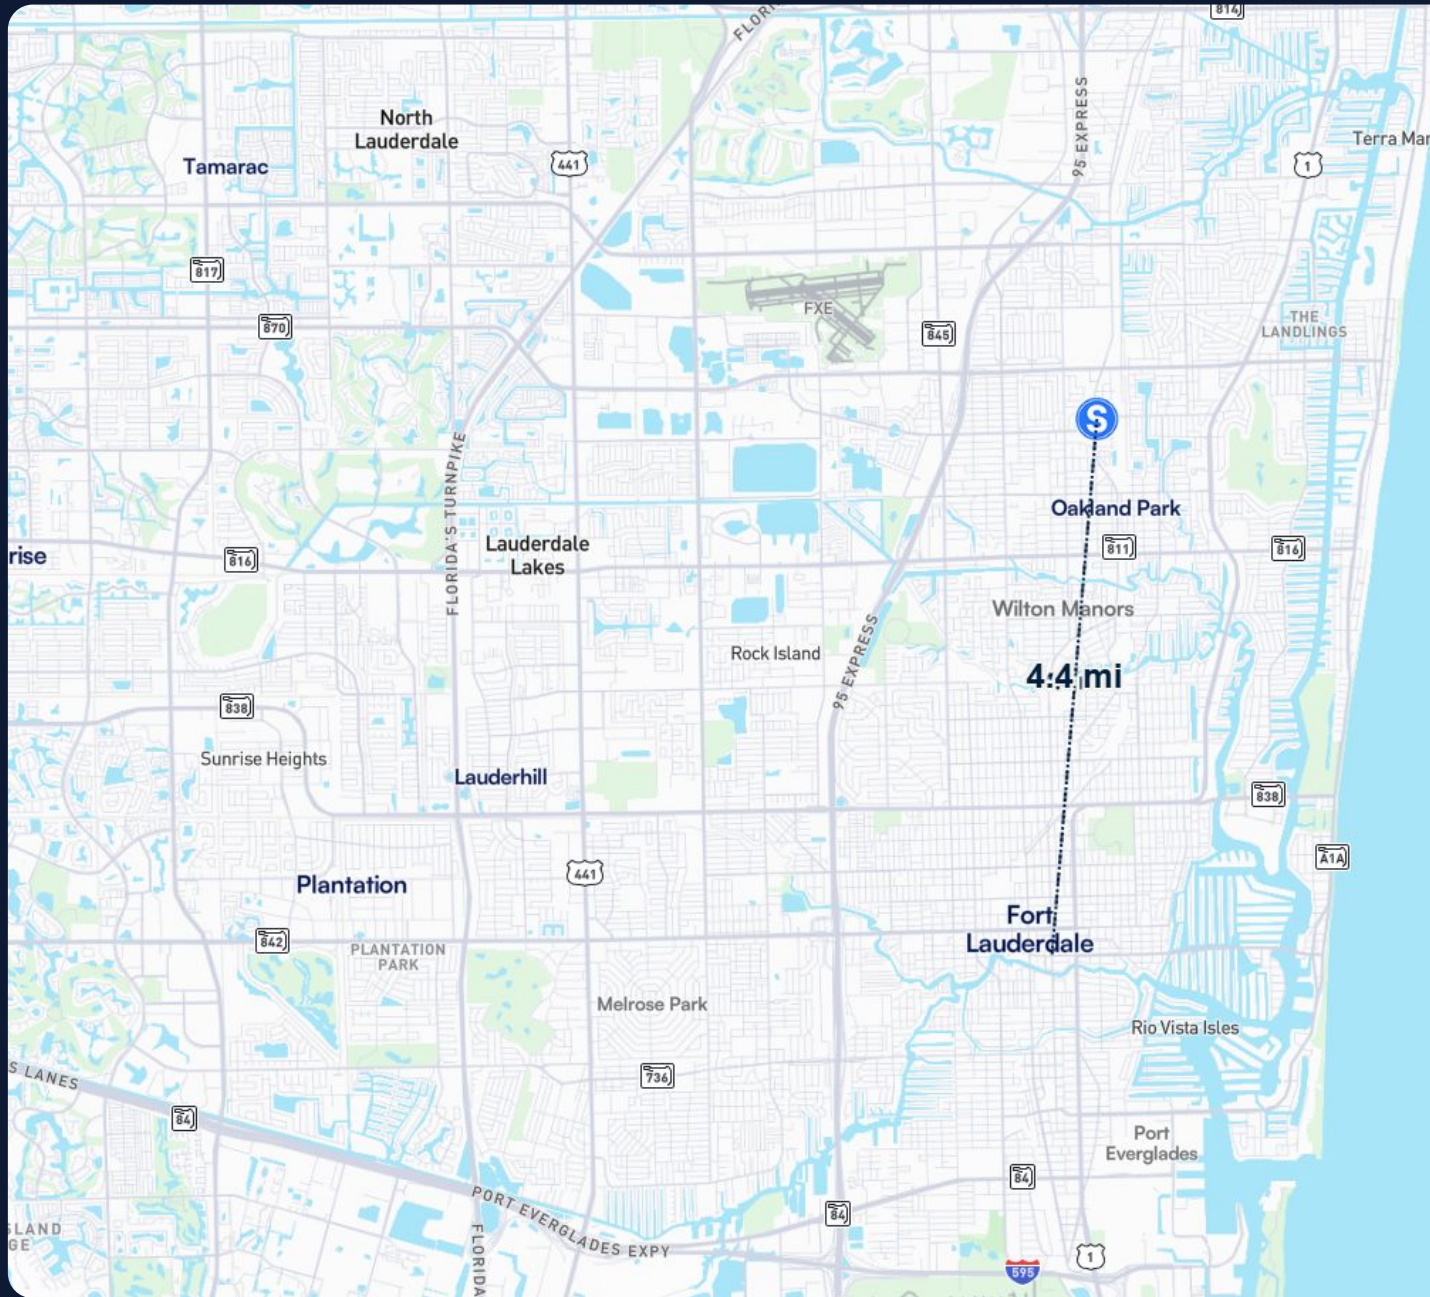 814
FLORI
95 EXPRESS
North
Lauderdale
Terra Mar
Tamarac
441
1
817
FXE
THE
LANDLINGS
870
845
S
FLORIDA'S TURNPIKE
Oakland Park
Lauderdale
Lakes
811
816
rise
816
Wilton Manors
Rock Island
95 EXPRESS
4.4 mi
838
Sunrise Heights
Lauderhill
838
A1A
441
Plantation
Fort
Lauderdale
842
PLANTATION
PARK
Melrose Park
Rio Vista Isles
S LANES
736
84
Port
Everglades
84
PORT EVERGLADES EXPY
84
SLAND
GE
FLORIDA
1
595